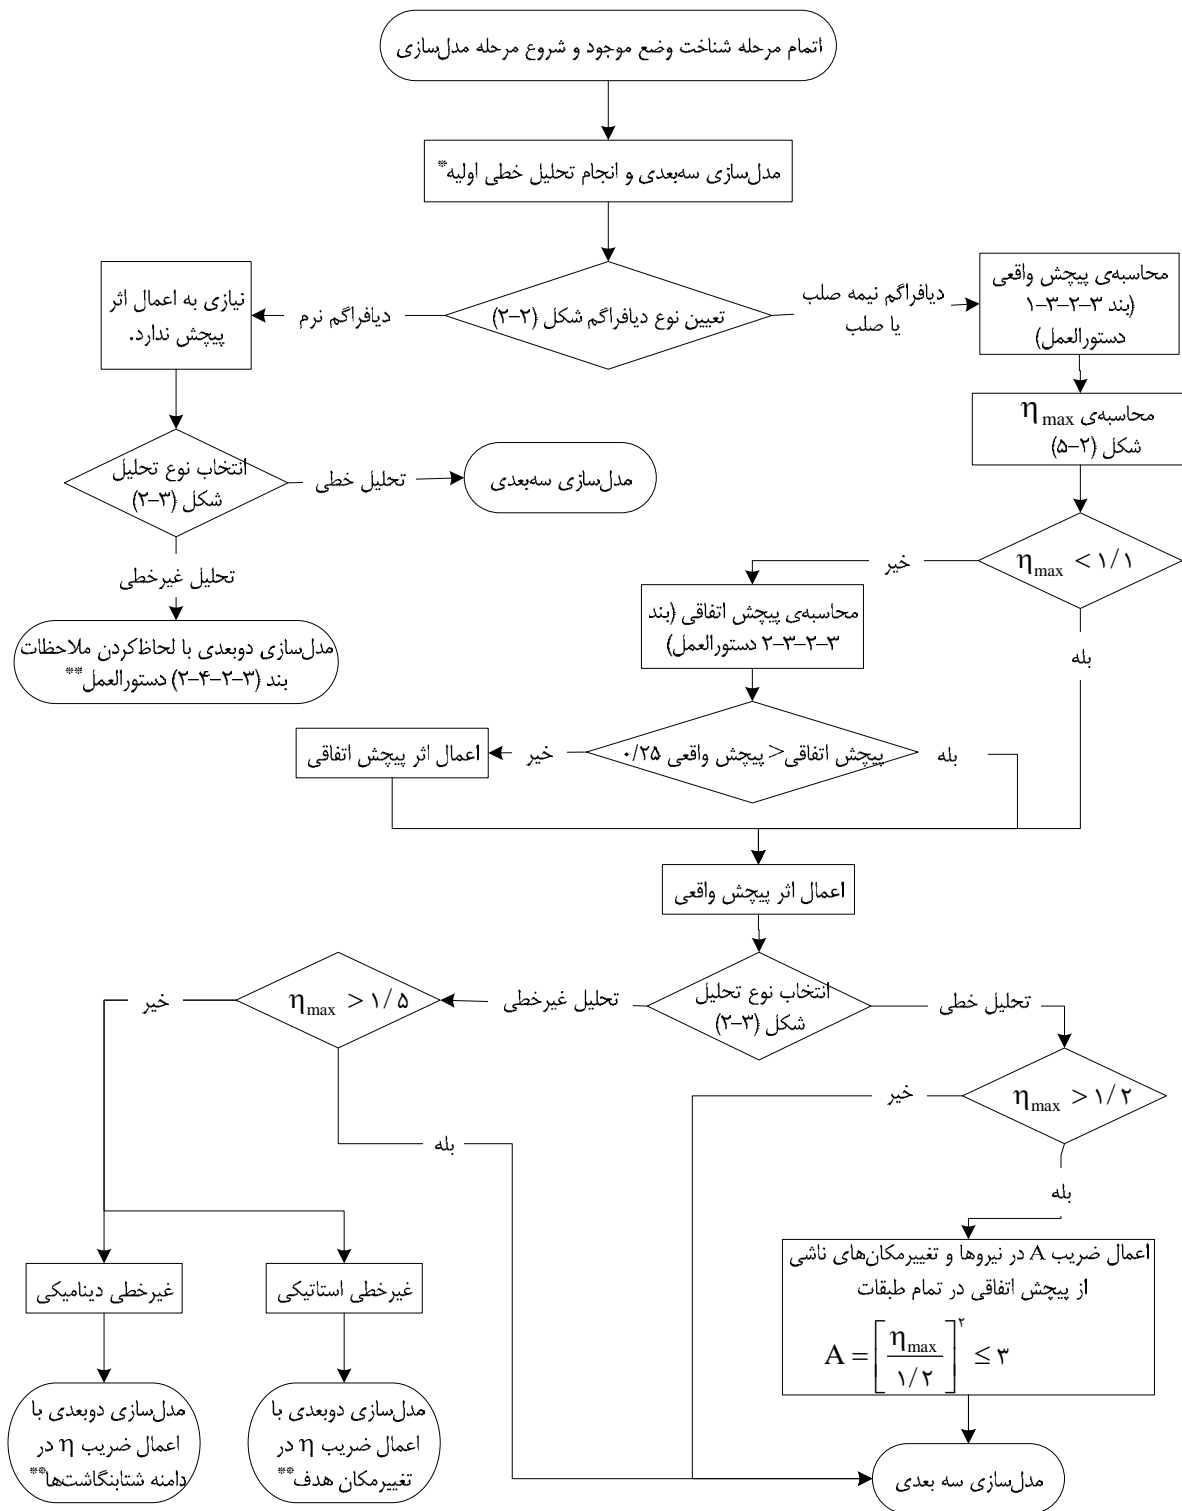 اتمام مرحله شناخت وضع موجود و شروع مرحله مدل‌سازی
مدل‌سازی سه‌بعدی و انجام تحلیل خطی اولیه*
تعیین نوع دیافراگم شکل (۲-۲)
دیافراگم نرم
نیازی به اعمال اثر
پیچش ندارد.
دیافراگم نیمه صلب
یا صلب
محاسبه‌ی پیچش واقعی
(بند ۳-۲-۳-۱
دستورالعمل)
محاسبه‌ی η max
شکل (۲-۵)
انتخاب نوع تحلیل
شکل (۲-۳)
تحلیل خطی
مدل‌سازی سه‌بعدی
تحلیل غیرخطی
مدل‌سازی دوبعدی با لحاظ‌کردن ملاحظات
بند (۳-۲-۴-۲) دستورالعمل**
η max < ۱/۱
خیر
بله
محاسبه‌ی پیچش اتفاقی (بند
۳-۲-۳-۲ دستورالعمل)
پیچش اتفاقی> پیچش واقعی ۰/۲۵
خیر
بله
اعمال اثر پیچش اتفاقی
اعمال اثر پیچش واقعی
انتخاب نوع تحلیل
شکل (۲-۳)
تحلیل خطی
تحلیل غیرخطی
η max > ۱/۵
خیر
بله
η max > ۱/۲
خیر
بله
اعمال ضریب A در نیروها و تغییرمکان‌های ناشی
از پیچش اتفاقی در تمام طبقات
A = [η max / ۱/۲]^۲ ≤ ۳
غیرخطی استاتیکی
غیرخطی دینامیکی
مدل‌سازی دوبعدی با
اعمال ضریب η در
تغییرمکان هدف**
مدل‌سازی دوبعدی با
اعمال ضریب η در
دامنه شتابنگاشت‌ها**
مدل‌سازی سه بعدی